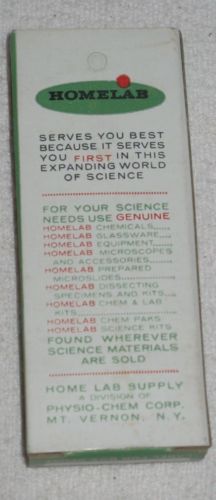 HOMELAB
SERVES YOU BEST
BECAUSE IT SERVES
YOU FIRST IN THIS
EXPANDING WORLD
OF SCIENCE
FOR YOUR SCIENCE
NEEDS USE GENUINE
HOMELAB CHEMICALS......
HOMELAB GLASSWARE....
HOMELAB EQUIPMENT....
HOMELAB MICROSCOPES
AND ACCESSORIES..........
HOMELAB PREPARED
MICROSLIDES.................
HOMELAB DISSECTING
SPECIMENS AND KITS....
HOMELAB CHEM & LAB
KITS.............................
HOMELAB CHEM PAKS
HOMELAB SCIENCE KITS
FOUND WHEREVER
SCIENCE MATERIALS
ARE SOLD
HOME LAB SUPPLY
A DIVISION OF
PHYSIO-CHEM CORP.
MT. VERNON, N.Y.